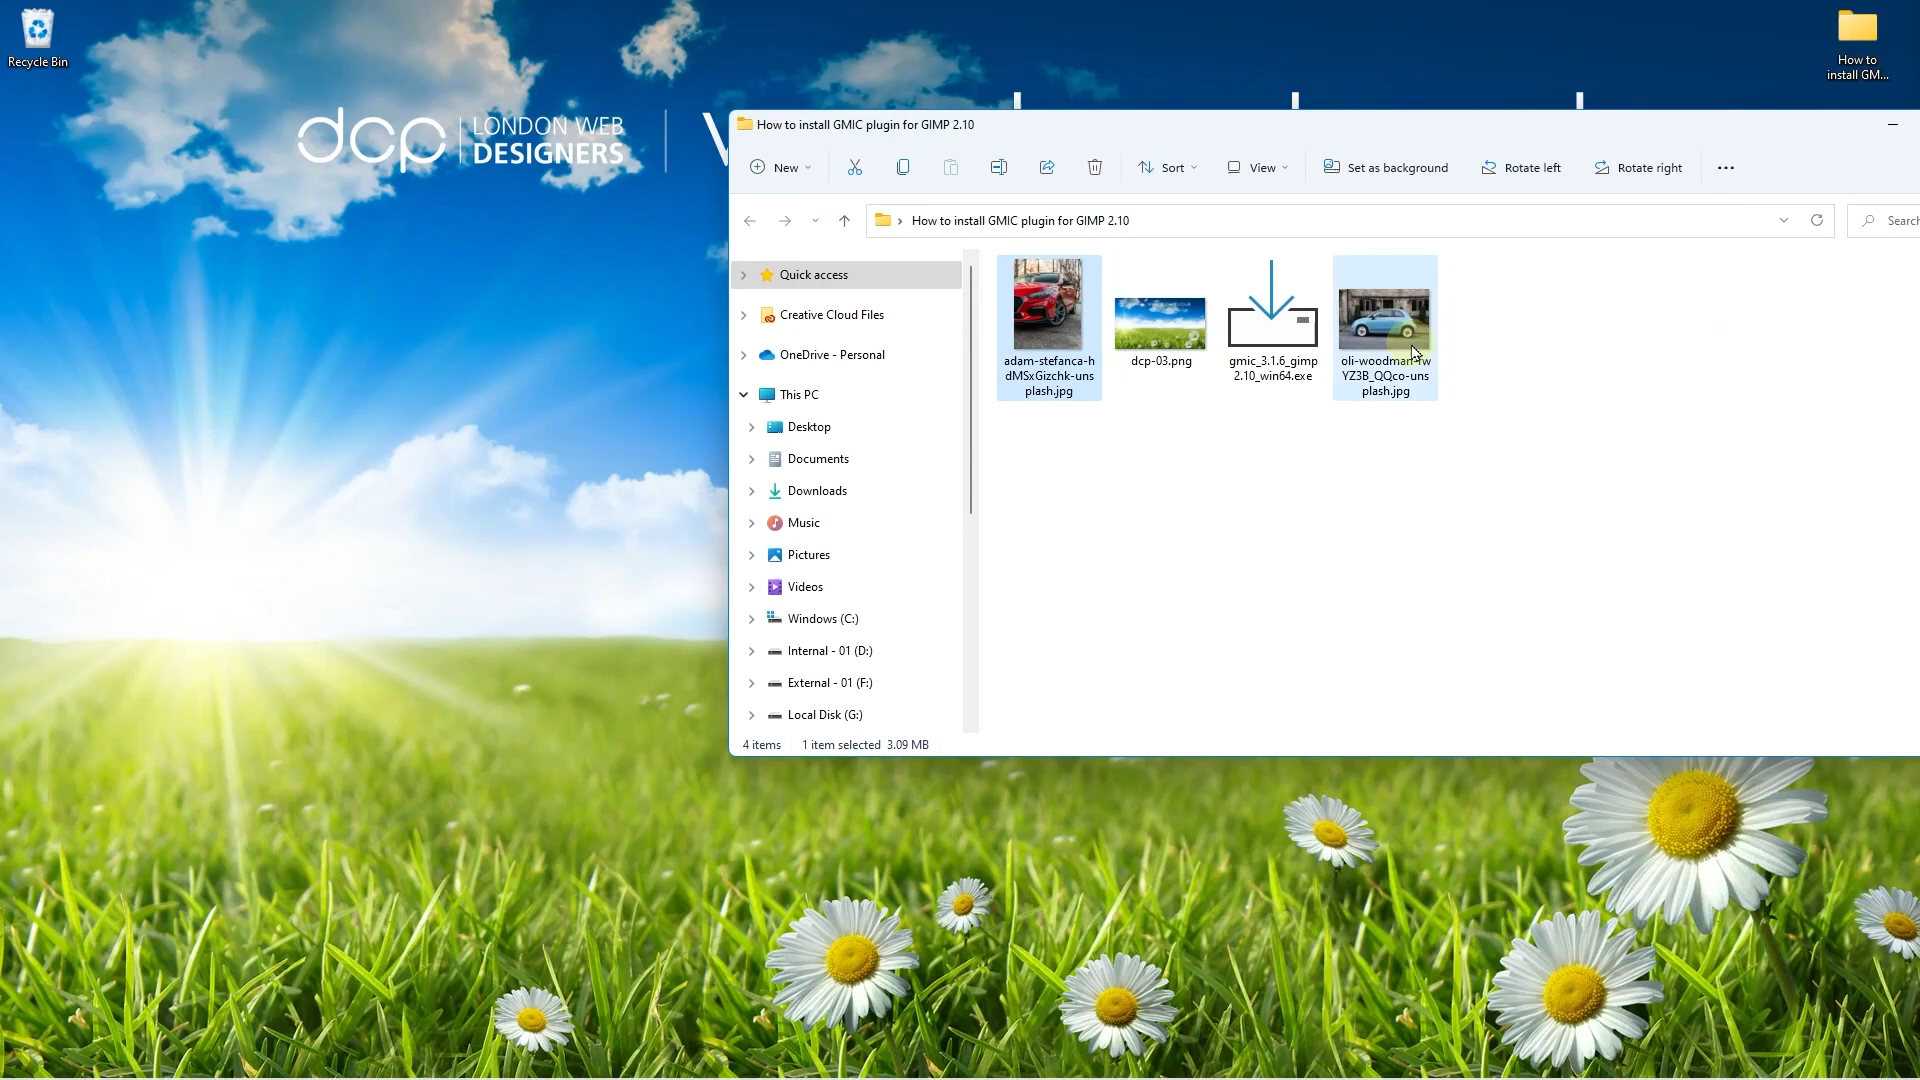 Recycle Bin
How to
install GM...
dcp
LONDON WEB
DESIGNERS
How to install GMIC plugin for GIMP 2.10
New
Sort
View
Set as background
Rotate left
Rotate right
How to install GMIC plugin for GIMP 2.10
Search
Quick access
Creative Cloud Files
OneDrive - Personal
This PC
Desktop
Documents
Downloads
Music
Pictures
Videos
Windows (C:)
Internal - 01 (D:)
External - 01 (F:)
Local Disk (G:)
adam-stefanca-h
dMSxGizchk-uns
plash.jpg
dcp-03.png
gmic_3.1.6_gimp
2.10_win64.exe
oli-woodman-
YZ3B_QQco-uns
plash.jpg
4 items
1 item selected 3.09 MB